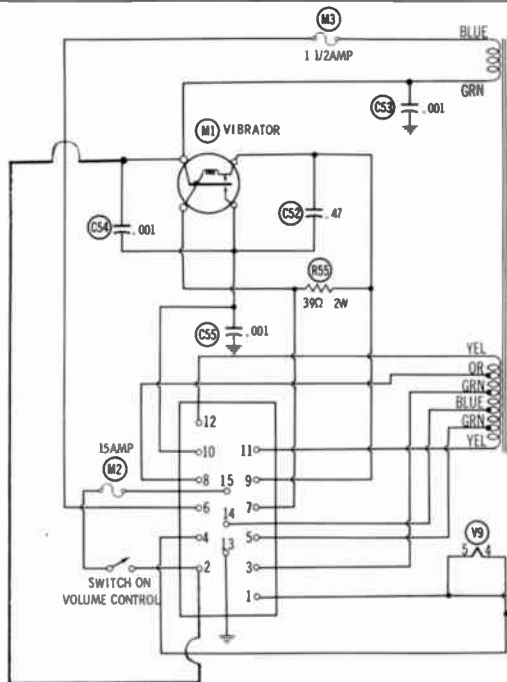 M3
BLUE
1 1/2AMP
GRN
C53
.001
M1 VIBRATOR
C54
.001
C52
.47
R55
39Ω 2W
C55
.001
YEL
OR
GRN
BLUE
GRN
YEL
12
10
11
15AMP
M2
8
15
9
6
7
14
4
5
13
V9
5 4
2
3
SWITCH ON
VOLUME CONTROL
1